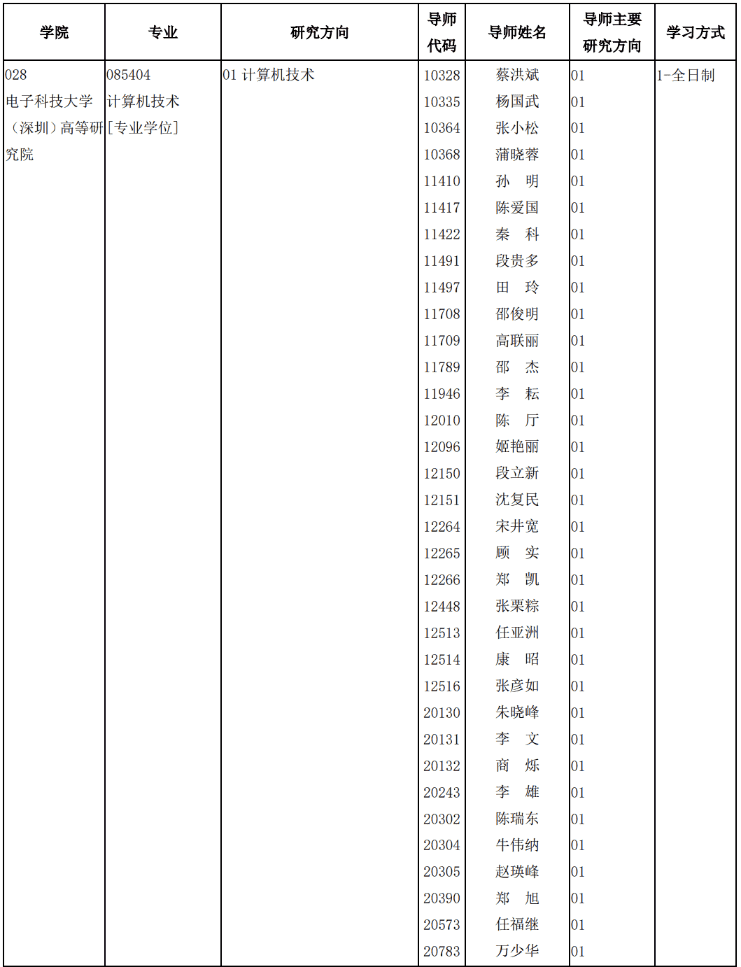 学院 专业 研究方向 导师代码 导师姓名 导师主要研究方向 学习方式
028 085404 01 计算机技术 10328 蔡洪斌 01 1-全日制
电子科技大学 计算机技术 10335 杨国武 01
（深圳）高等研 [专业学位] 10364 张小松 01
究院 10368 蒲晓蓉 01
11410 孙 明 01
11417 陈爱国 01
11422 秦 科 01
11491 段贵多 01
11497 田 玲 01
11708 邵俊明 01
11709 高联丽 01
11789 邵 杰 01
11946 李 耘 01
12010 陈 厅 01
12096 姬艳丽 01
12150 段立新 01
12151 沈复民 01
12264 宋井宽 01
12265 顾 实 01
12266 郑 凯 01
12448 张栗粽 01
12513 任亚洲 01
12514 康 昭 01
12516 张彦如 01
20130 朱晓峰 01
20131 李 文 01
20132 商 烁 01
20243 李 雄 01
20302 陈瑞东 01
20304 牛伟纳 01
20305 赵瑛峰 01
20390 郑 旭 01
20573 任福继 01
20783 万少华 01